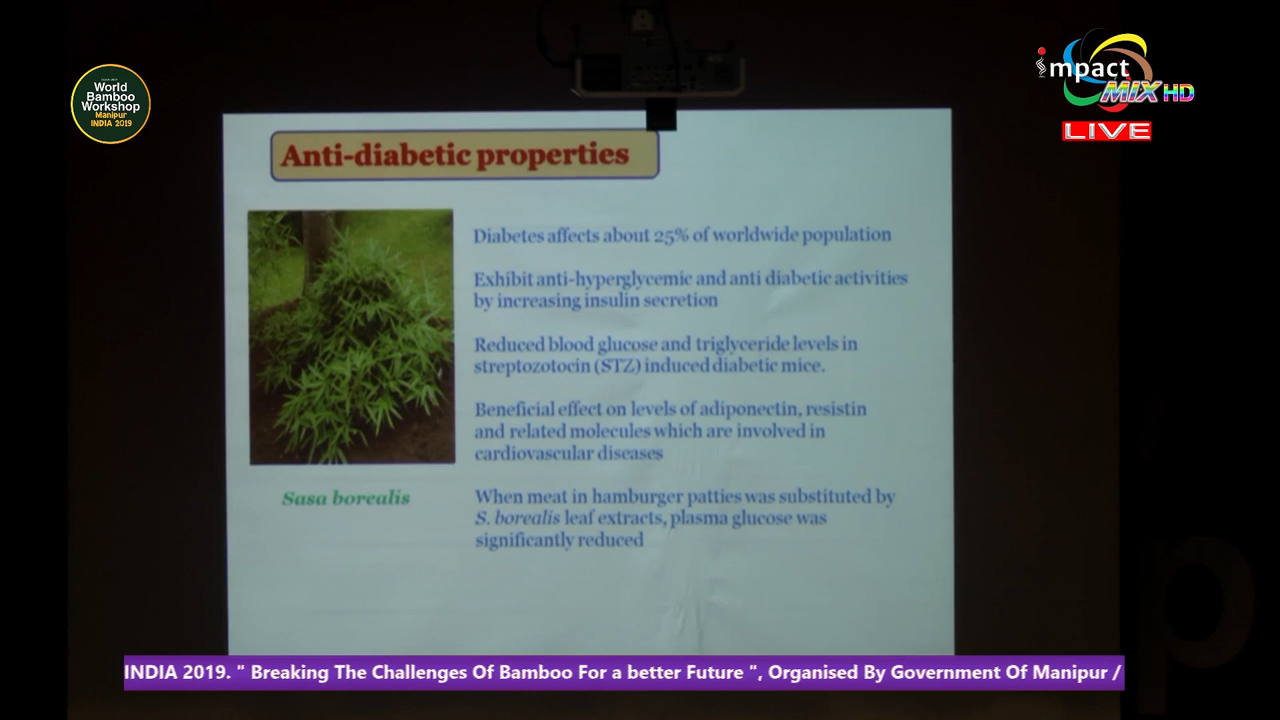 World
Bamboo
Workshop
Manipur
INDIA 2019
impact
MIX HD
LIVE
Anti-diabetic properties
Diabetes affects about 25% of worldwide population
Exhibit anti-hyperglycemic and anti diabetic activities
by increasing insulin secretion
Reduced blood glucose and triglyceride levels in
streptozotocin (STZ) induced diabetic mice.
Beneficial effect on levels of adiponectin, resistin
and related molecules which are involved in
cardiovascular diseases
Sasa borealis
When meat in hamburger patties was substituted by
S. borealis leaf extracts, plasma glucose was
significantly reduced
INDIA 2019. " Breaking The Challenges Of Bamboo For a better Future ", Organised By Government Of Manipur /